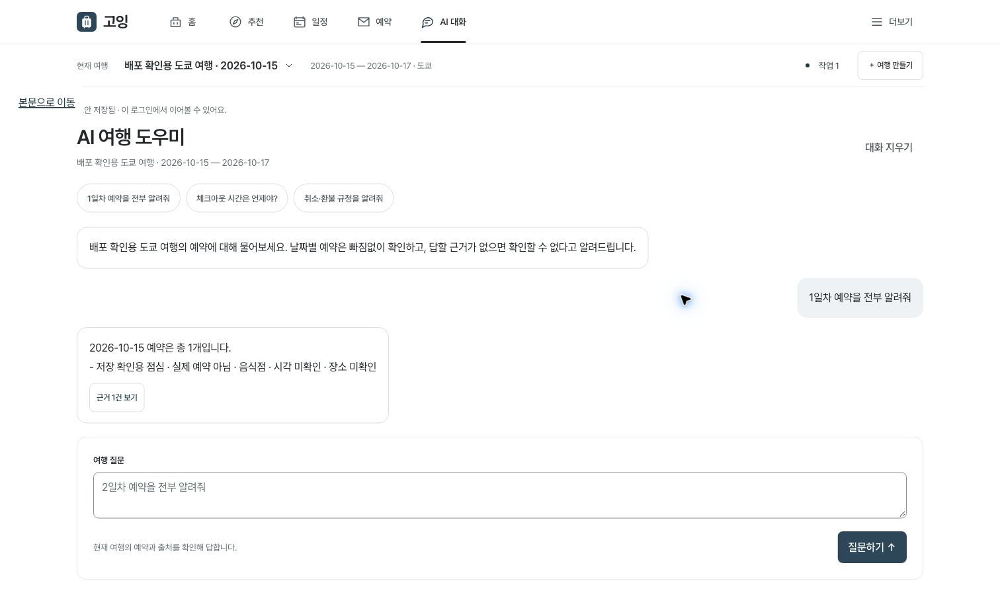 고잉
홈
추천
일정
예약
AI 대화
더보기
현재 여행
배포 확인용 도쿄 여행 · 2026-10-15
2026-10-15 — 2026-10-17 · 도쿄
작업 1
+ 여행 만들기
본문으로 이동
안 저장됨 · 이 로그인에서 이어볼 수 있어요.
AI 여행 도우미
대화 지우기
배포 확인용 도쿄 여행 · 2026-10-15 — 2026-10-17
1일차 예약을 전부 알려줘
체크아웃 시간은 언제야?
취소·환불 규정을 알려줘
배포 확인용 도쿄 여행의 예약에 대해 물어보세요. 날짜별 예약은 빠짐없이 확인하고, 답할 근거가 없으면 확인할 수 없다고 알려드립니다.
1일차 예약을 전부 알려줘
2026-10-15 예약은 총 1개입니다.
- 저장 확인용 점심 · 실제 예약 아님 · 음식점 · 시각 미확인 · 장소 미확인
근거 1건 보기
여행 질문
2일차 예약을 전부 알려줘
현재 여행의 예약과 출처를 확인해 답합니다.
질문하기 ↑